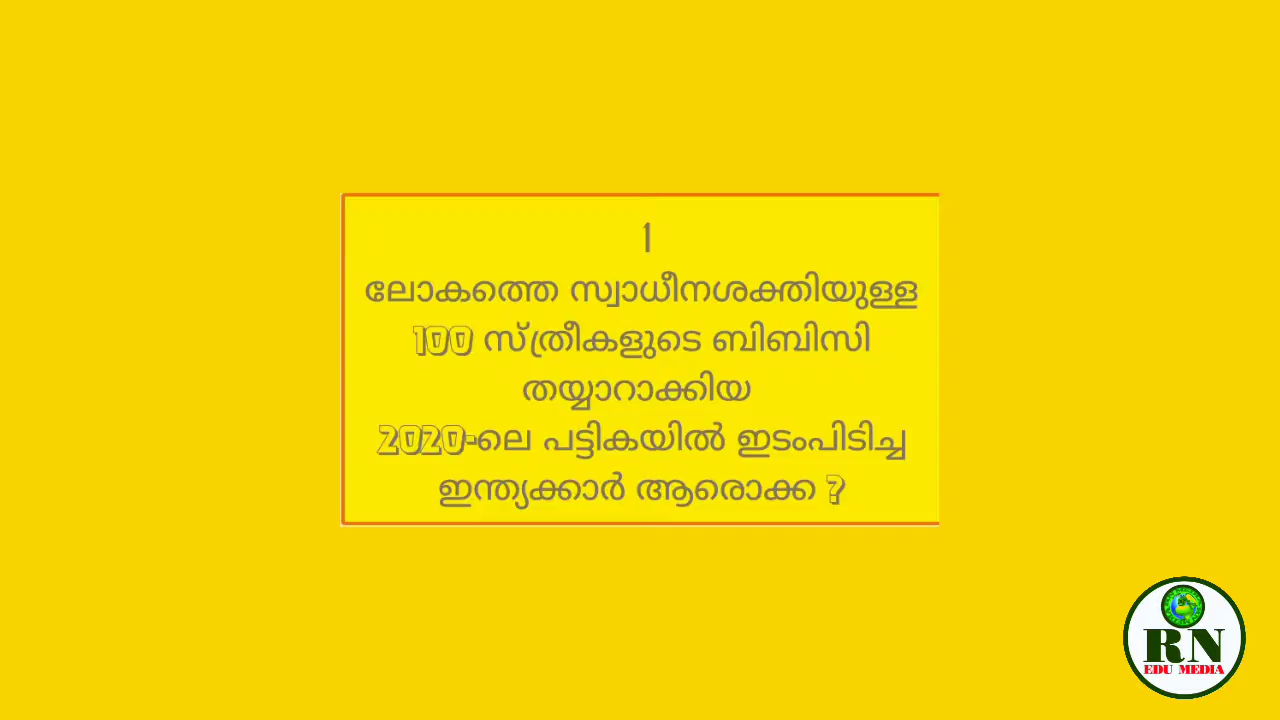 1
ലോകത്തെ സ്വാധീനശക്തിയുള്ള
100 സ്ത്രീകളുടെ ബിബിസി
തയ്യാറാക്കിയ
2020-ലെ പട്ടികയിൽ ഇടംപിടിച്ച
ഇന്ത്യക്കാർ ആരൊക്ക ?
RN
EDU MEDIA